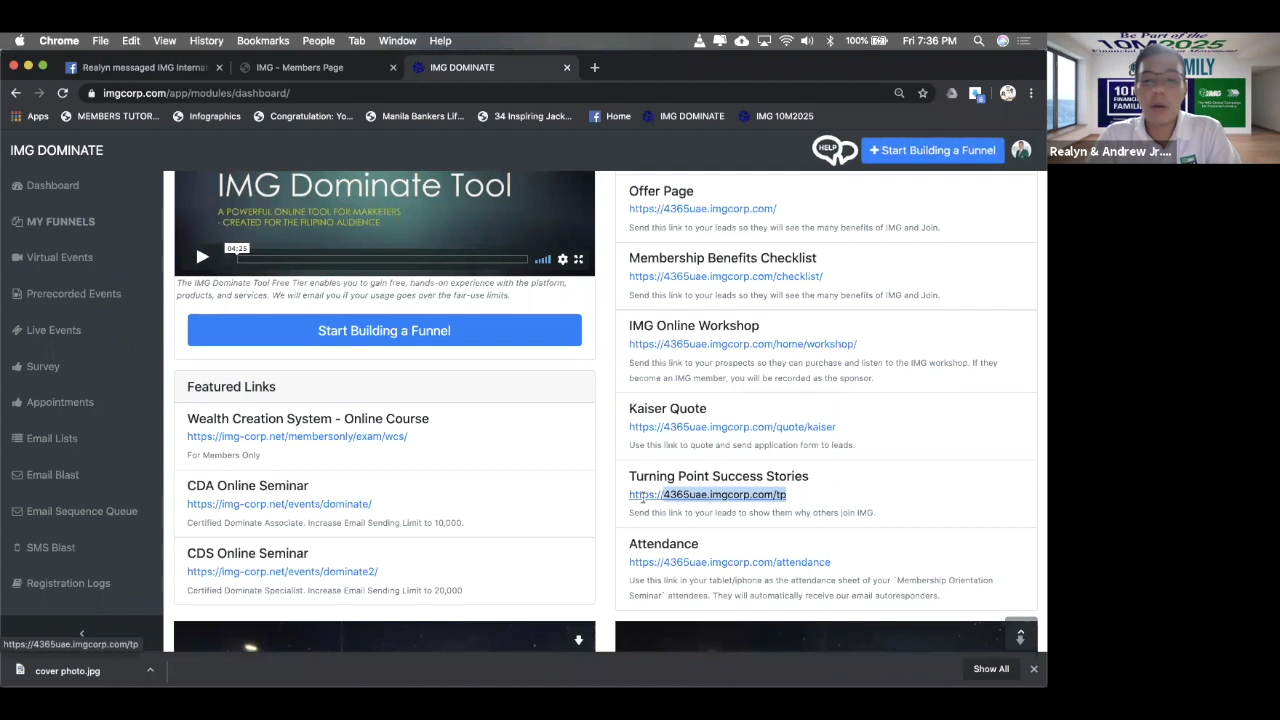 Chrome File Edit View History Bookmarks People Tab Window Help
100% Fri 7:36 PM
Realyn messaged IMG Internat
IMG - Members Page
IMG DOMINATE
imgcorp.com/app/modules/dashboard/
Apps
MEMBERS TUTOR...
Infographics
Congratulation: Yo...
Manila Bankers Lif...
34 Inspiring Jack...
Home
IMG DOMINATE
IMG 10M2025
IMG DOMINATE
HELP
+ Start Building a Funnel
Dashboard
MY FUNNELS
Virtual Events
Prerecorded Events
Live Events
Survey
Appointments
Email Lists
Email Blast
Email Sequence Queue
SMS Blast
Registration Logs
IMG Dominate Tool
A POWERFUL ONLINE TOOL FOR MARKETERS
- CREATED FOR THE FILIPINO AUDIENCE
04:25
The IMG Dominate Tool Free Tier enables you to gain free, hands-on experience with the platform,
products, and services. We will email you if your usage goes over the fair-use limits.
Start Building a Funnel
Featured Links
Wealth Creation System - Online Course
https://img-corp.net/membersonly/exam/wcs/
For Members Only
CDA Online Seminar
https://img-corp.net/events/dominate/
Certified Dominate Associate. Increase Email Sending Limit to 10,000.
CDS Online Seminar
https://img-corp.net/events/dominate2/
Certified Dominate Specialist. Increase Email Sending Limit to 20,000
Offer Page
https://4365uae.imgcorp.com/
Send this link to your leads so they will see the many benefits of IMG and Join.
Membership Benefits Checklist
https://4365uae.imgcorp.com/checklist/
Send this link to your leads so they will see the many benefits of IMG and Join.
IMG Online Workshop
https://4365uae.imgcorp.com/home/workshop/
Send this link to your prospects so they can purchase and listen to the IMG workshop. If they
become an IMG member, you will be recorded as the sponsor.
Kaiser Quote
https://4365uae.imgcorp.com/quote/kaiser
Use this link to quote and send application form to leads.
Turning Point Success Stories
https://4365uae.imgcorp.com/tp
Send this link to your leads to show them why others join IMG.
Attendance
https://4365uae.imgcorp.com/attendance
Use this link in your tablet/iphone as the attendance sheet of your `Membership Orientation
Seminar` attendees. They will automatically receive our email autoresponders.
https://4365uae.imgcorp.com/tp
cover photo.jpg
Show All
Be Part of the
10M2025
FAMILY
IMG
Realyn & Andrew Jr....